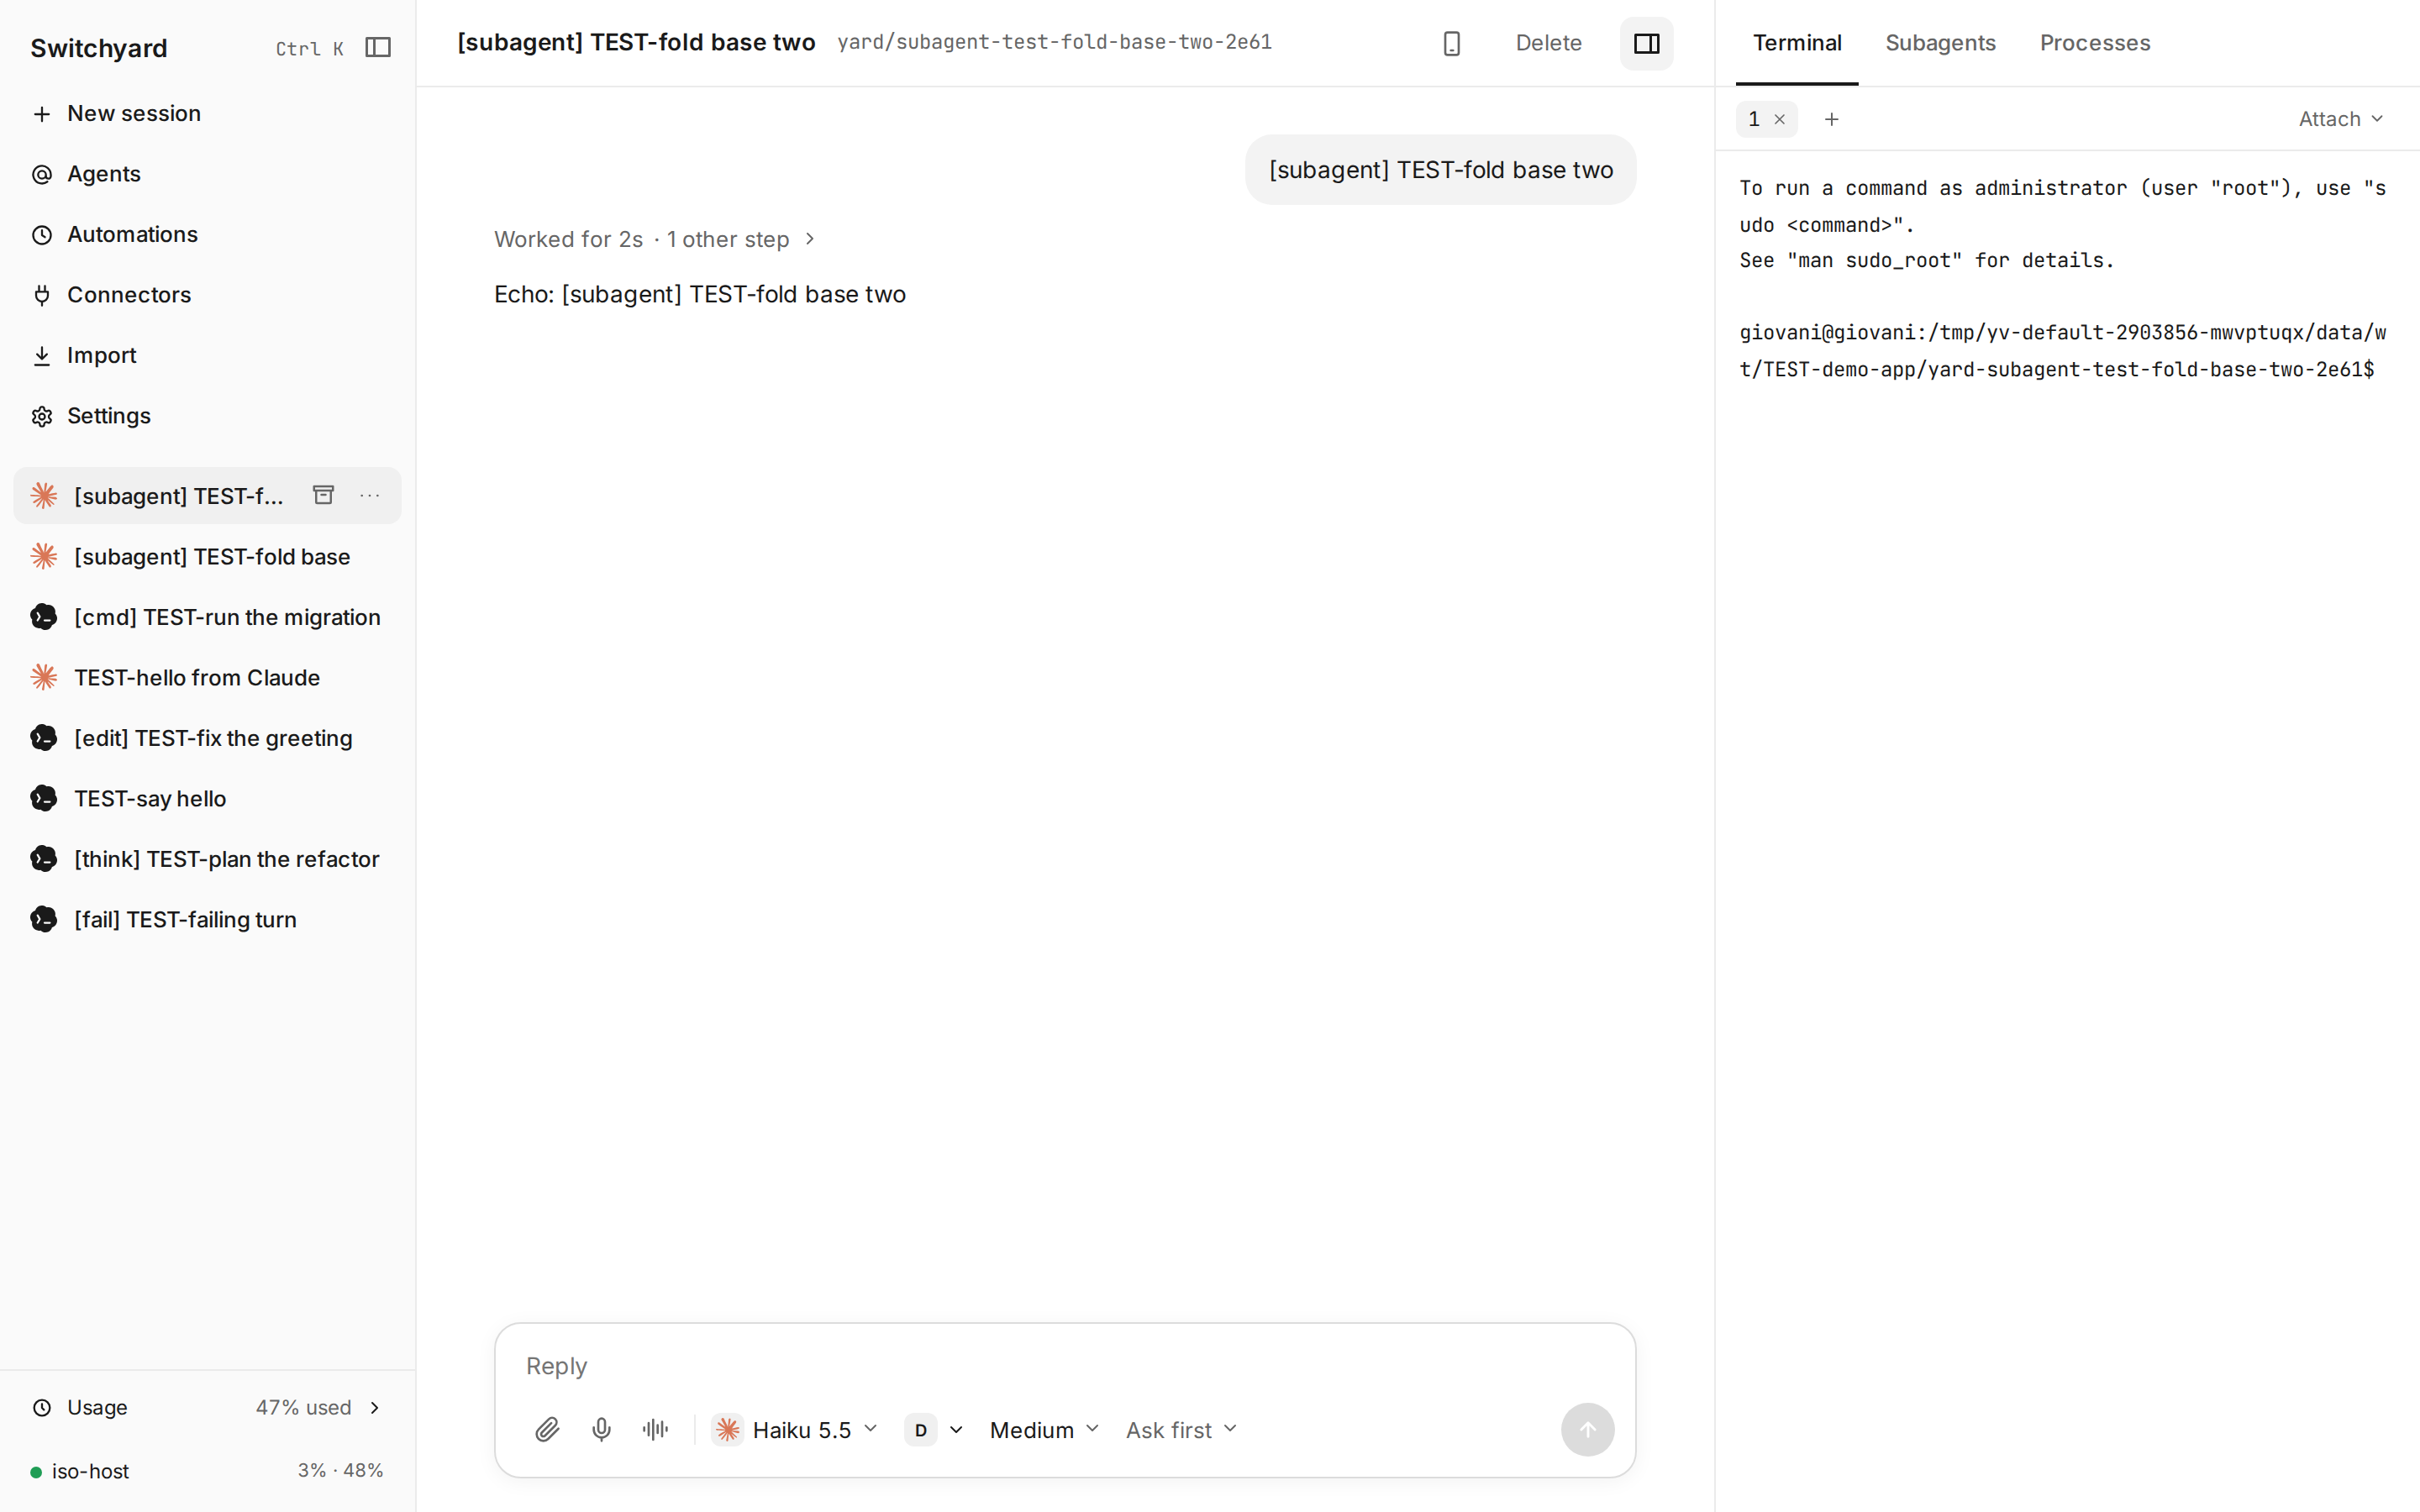 Switchyard
Ctrl K
New session
Agents
Automations
Connectors
Import
Settings
[subagent] TEST-f...
[subagent] TEST-fold base
[cmd] TEST-run the migration
TEST-hello from Claude
[edit] TEST-fix the greeting
TEST-say hello
[think] TEST-plan the refactor
[fail] TEST-failing turn
Usage 47% used
iso-host 3% · 48%
[subagent] TEST-fold base two yard/subagent-test-fold-base-two-2e61
Delete
[subagent] TEST-fold base two
Worked for 2s · 1 other step
Echo: [subagent] TEST-fold base two
Reply
Haiku 5.5 D Medium Ask first
Terminal Subagents Processes
1 × + Attach
To run a command as administrator (user "root"), use "s
udo <command>".
See "man sudo_root" for details.
giovani@giovani:/tmp/yv-default-2903856-mwvptuqx/data/w
t/TEST-demo-app/yard-subagent-test-fold-base-two-2e61$